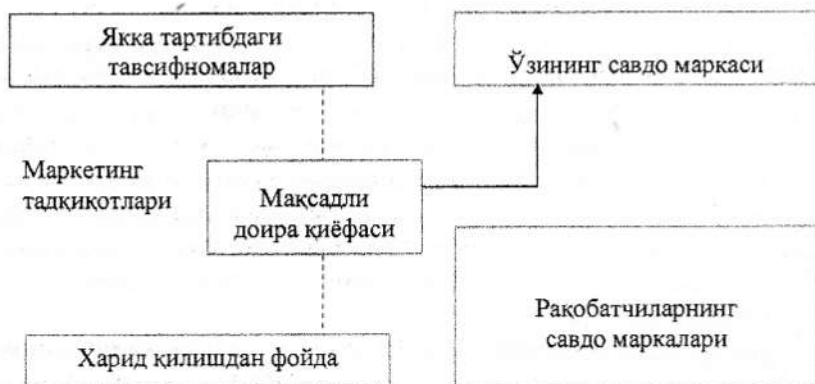 Якка тартибдаги
тавсифномалар
Ўзининг савдо маркаси
Маркетинг
тадқиқотлари
Мақсадли
доира қиёфаси
Рақобатчиларнинг
савдо маркалари
Харид қилишдан фойда